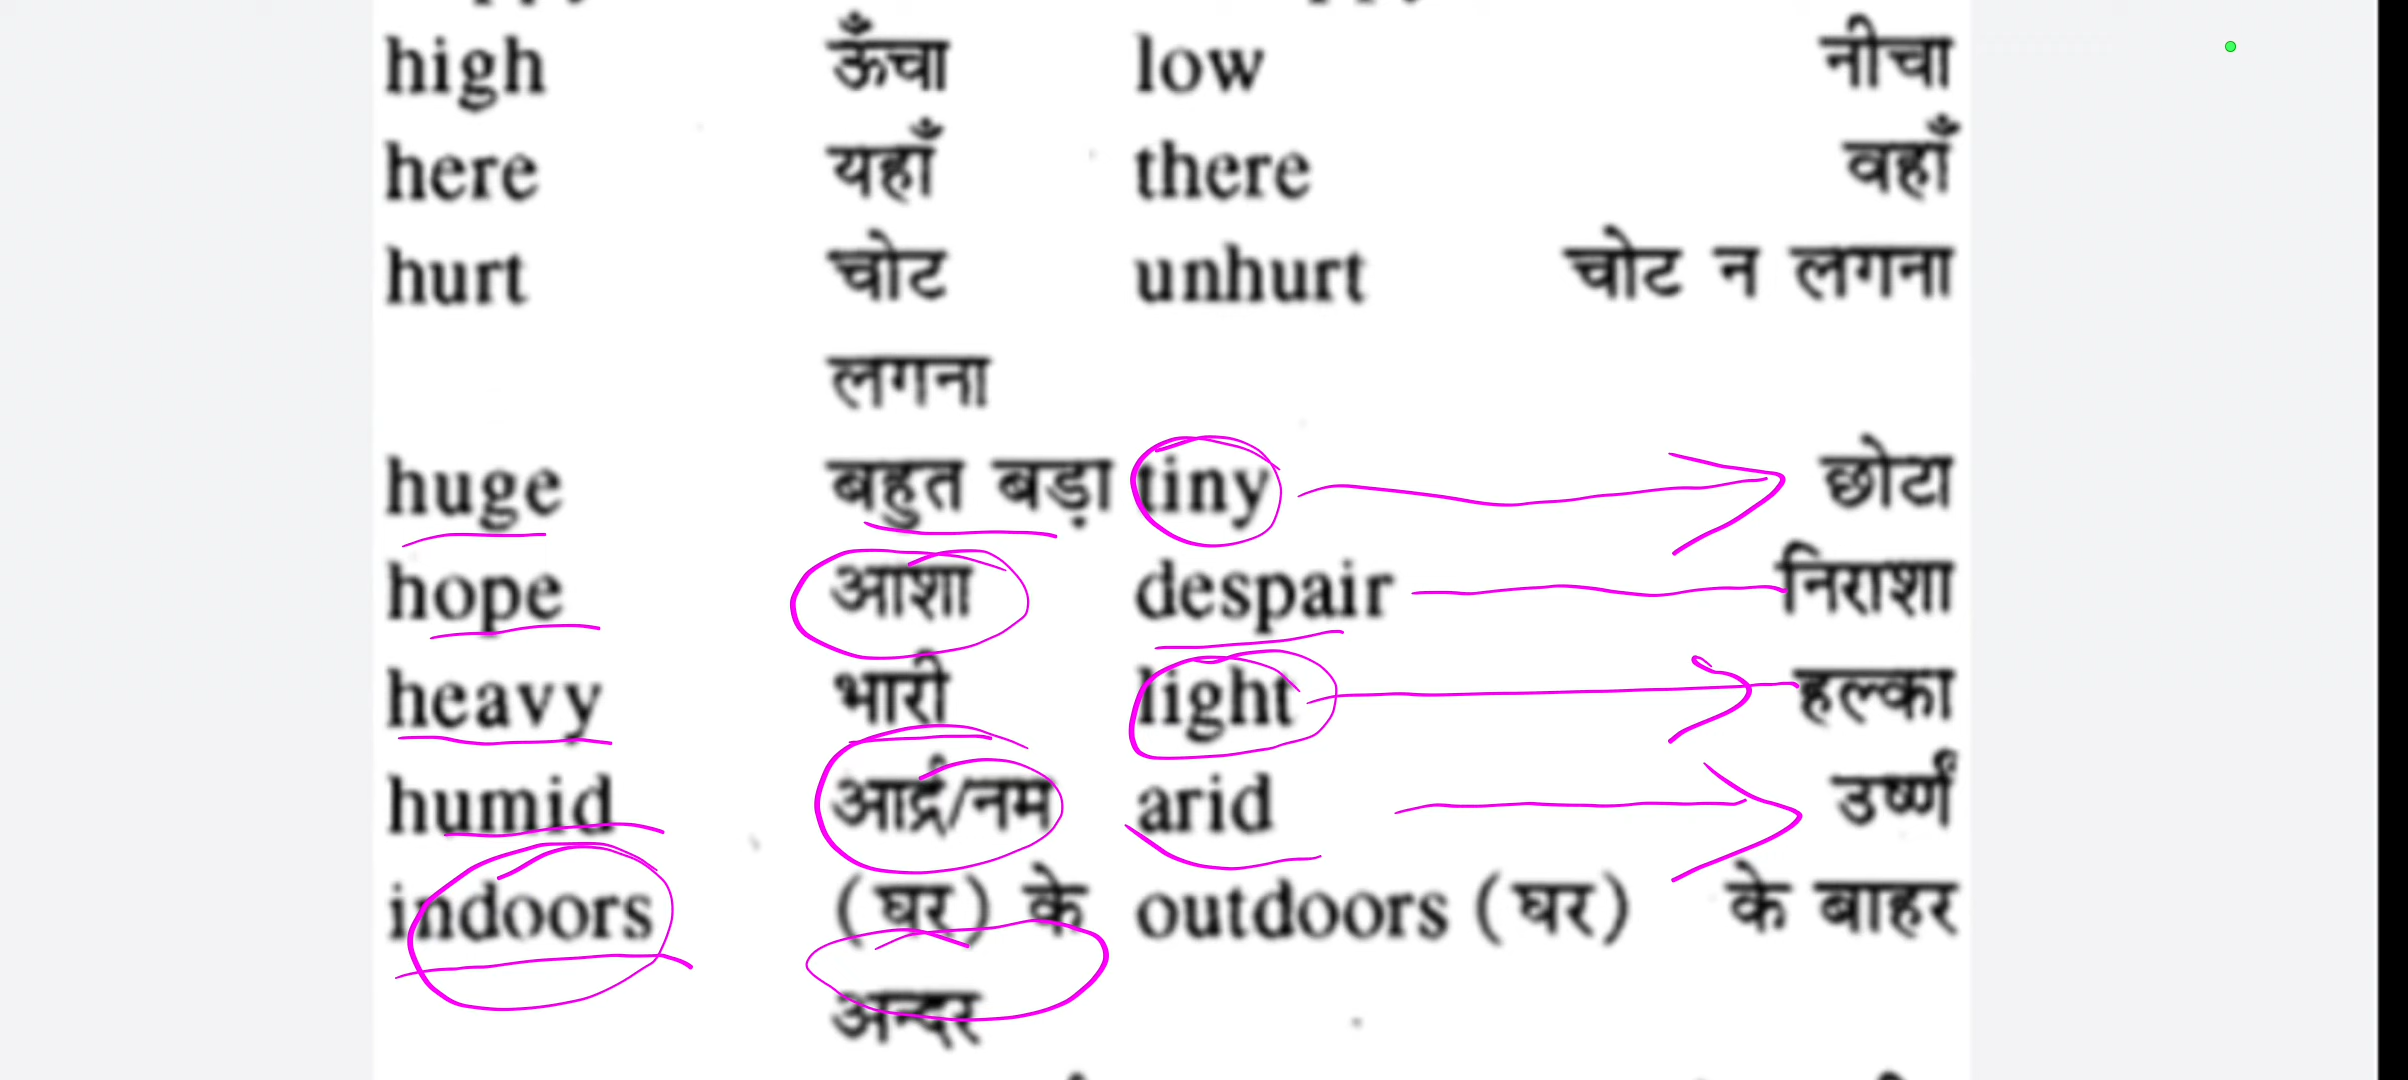 high ऊँचा low नीचा
here यहाँ there वहाँ
hurt चोट unhurt चोट न लगना
लगना
huge बहुत बड़ा tiny छोटा
hope आशा despair निराशा
heavy भारी light हल्का
humid आर्द्र/नम arid उर्ष्ण
indoors (घर) के outdoors (घर) के बाहर
अन्दर